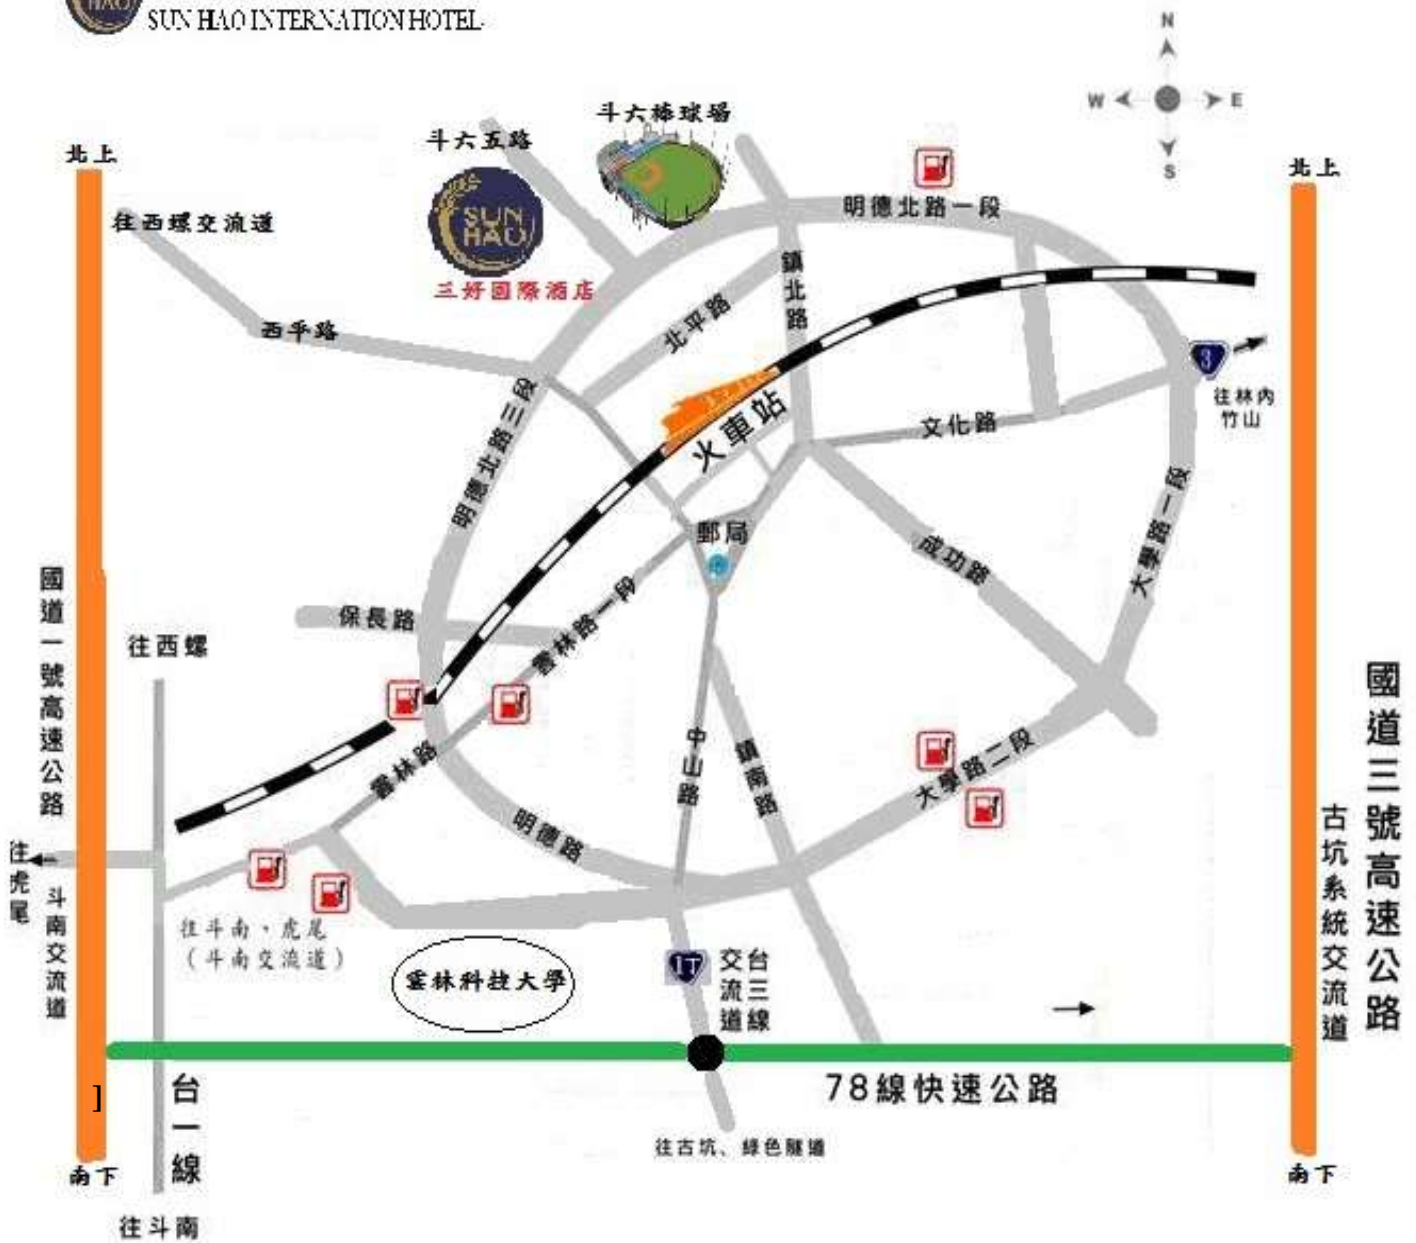 HAO
SUN HAO INTERNATION HOTEL
N
W
E
S
斗六棒球場
斗六五路
北上
北上
SUN
HAO
明德北路一段
往西螺交流道
三好國際酒店
鎮北路
西平路
北平路
3
往林內
竹山
火車站
文化路
明德北路三段
大學路一段
郵局
成功路
國道一號高速公路
保長路
雲林路一段
往西螺
國道三號高速公路
中山路
鎮南路
大學路二段
雲林路
明德路
古坑系統交流道
往虎尾
斗南交流道
往斗南、虎尾
(斗南交流道)
雲林科技大學
1丁
台三線
交流道
]
台一線
78線快速公路
往古坑、綠色隧道
南下
南下
往斗南